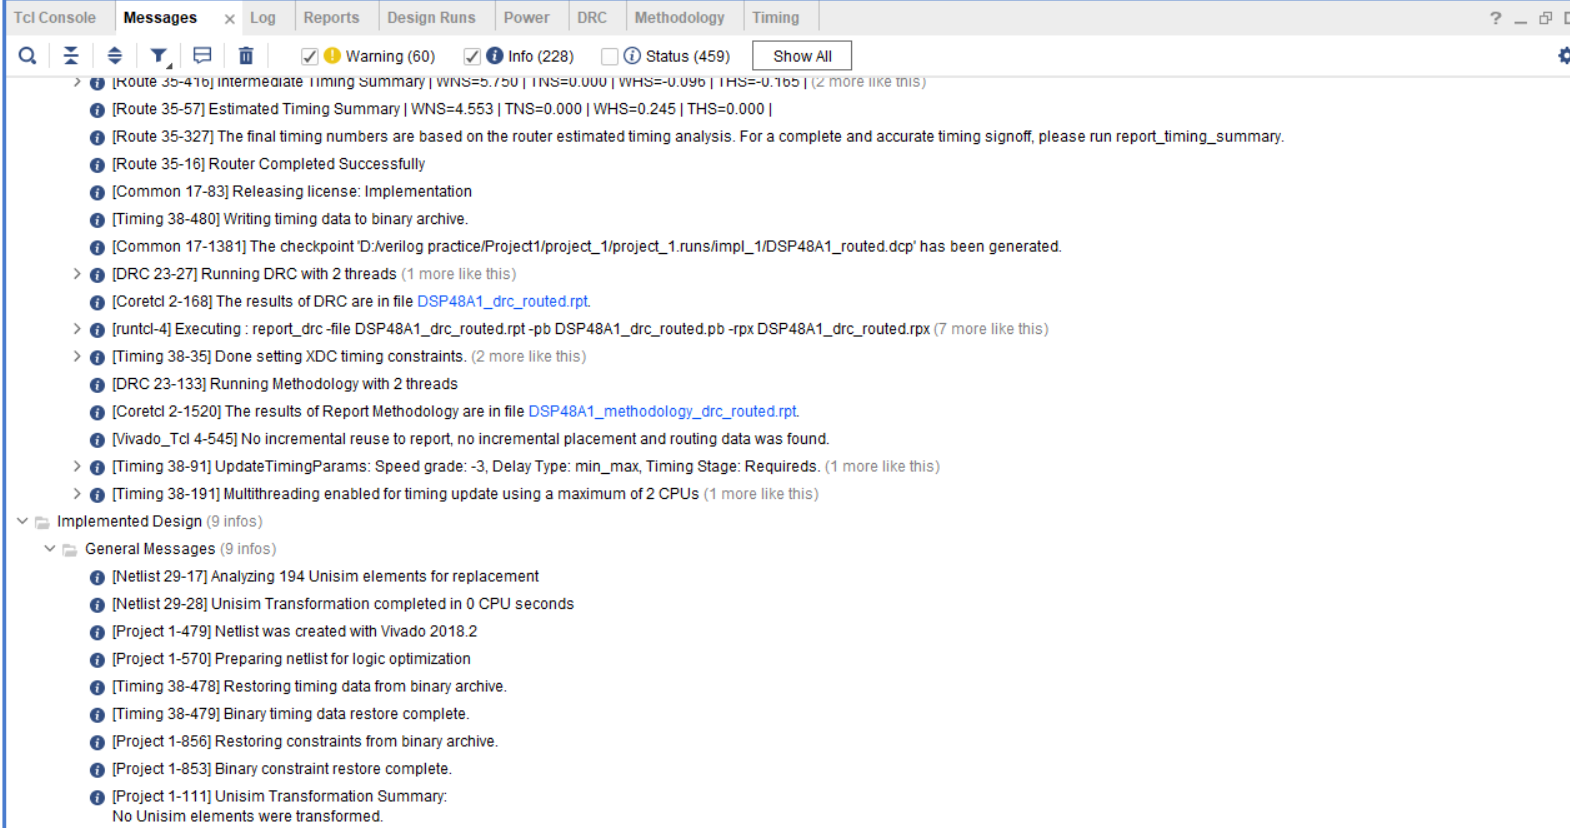 Tcl Console Messages × Log Reports Design Runs Power DRC Methodology Timing ? _
Warning (60) Info (228) Status (459) Show All
[Route 35-416] Intermediate Timing Summary | WNS=5.750 | TNS=0.000 | WHS=-0.096 | THS=-0.165 | (2 more like this)
[Route 35-57] Estimated Timing Summary | WNS=4.553 | TNS=0.000 | WHS=0.245 | THS=0.000 |
[Route 35-327] The final timing numbers are based on the router estimated timing analysis. For a complete and accurate timing signoff, please run report_timing_summary.
[Route 35-16] Router Completed Successfully
[Common 17-83] Releasing license: Implementation
[Timing 38-480] Writing timing data to binary archive.
[Common 17-1381] The checkpoint 'D:/verilog practice/Project1/project_1/project_1.runs/impl_1/DSP48A1_routed.dcp' has been generated.
[DRC 23-27] Running DRC with 2 threads (1 more like this)
[Coretcl 2-168] The results of DRC are in file DSP48A1_drc_routed.rpt.
[runtcl-4] Executing : report_drc -file DSP48A1_drc_routed.rpt -pb DSP48A1_drc_routed.pb -rpx DSP48A1_drc_routed.rpx (7 more like this)
[Timing 38-35] Done setting XDC timing constraints. (2 more like this)
[DRC 23-133] Running Methodology with 2 threads
[Coretcl 2-1520] The results of Report Methodology are in file DSP48A1_methodology_drc_routed.rpt.
[Vivado_Tcl 4-545] No incremental reuse to report, no incremental placement and routing data was found.
[Timing 38-91] UpdateTimingParams: Speed grade: -3, Delay Type: min_max, Timing Stage: Requireds. (1 more like this)
[Timing 38-191] Multithreading enabled for timing update using a maximum of 2 CPUs (1 more like this)
Implemented Design (9 infos)
General Messages (9 infos)
[Netlist 29-17] Analyzing 194 Unisim elements for replacement
[Netlist 29-28] Unisim Transformation completed in 0 CPU seconds
[Project 1-479] Netlist was created with Vivado 2018.2
[Project 1-570] Preparing netlist for logic optimization
[Timing 38-478] Restoring timing data from binary archive.
[Timing 38-479] Binary timing data restore complete.
[Project 1-856] Restoring constraints from binary archive.
[Project 1-853] Binary constraint restore complete.
[Project 1-111] Unisim Transformation Summary:
No Unisim elements were transformed.